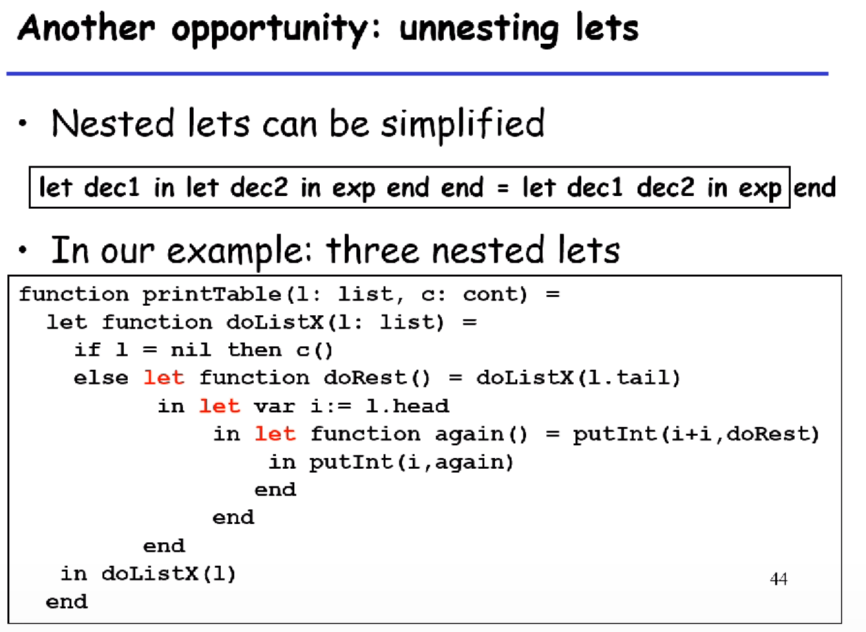 Another opportunity: unnesting lets
• Nested lets can be simplified
let dec1 in let dec2 in exp end end = let dec1 dec2 in exp end
• In our example: three nested lets
function printTable(l: list, c: cont) =
  let function doListX(l: list) =
    if l = nil then c()
    else let function doRest() = doListX(l.tail)
          in let var i:= l.head
              in let function again() = putInt(i+i,doRest)
                  in putInt(i,again)
                 end
              end
         end
   in doListX(l)
44
  end